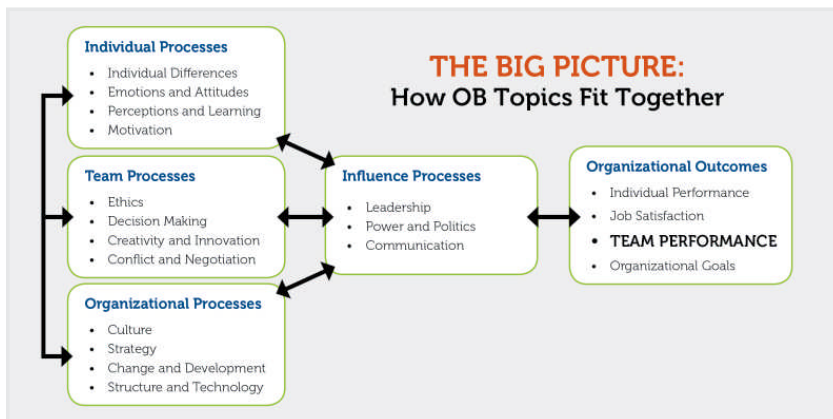 THE BIG PICTURE:
How OB Topics Fit Together
Individual Processes
• Individual Differences
• Emotions and Attitudes
• Perceptions and Learning
• Motivation
Team Processes
• Ethics
• Decision Making
• Creativity and Innovation
• Conflict and Negotiation
Organizational Processes
• Culture
• Strategy
• Change and Development
• Structure and Technology
Influence Processes
• Leadership
• Power and Politics
• Communication
Organizational Outcomes
• Individual Performance
• Job Satisfaction
• TEAM PERFORMANCE
• Organizational Goals